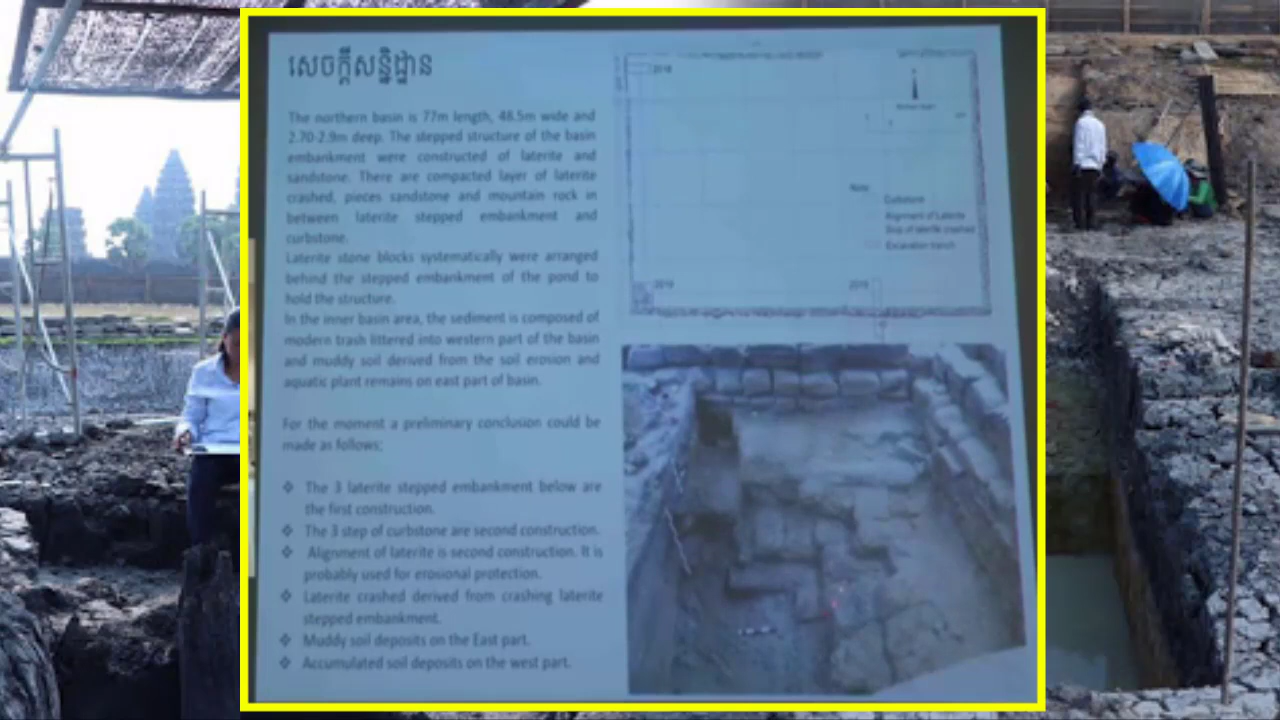 សេចក្តីសន្និដ្ឋាន
The northern basin is 77m length, 48.5m wide and
2.70-2.9m deep. The stepped structure of the basin
embankment were constructed of laterite and
sandstone. There are compacted layer of laterite
crashed, pieces sandstone and mountain rock in
between laterite stepped embankment and
curbstone.
Laterite stone blocks systematically were arranged
behind the stepped embankment of the pond to
hold the structure.
In the inner basin area, the sediment is composed of
modern trash littered into western part of the basin
and muddy soil derived from the soil erosion and
aquatic plant remains on east part of basin.
For the moment a preliminary conclusion could be
made as follows;
❖ The 3 laterite stepped embankment below are
the first construction.
❖ The 3 step of curbstone are second construction.
❖ Alignment of laterite is second construction. It is
probably used for erosional protection.
❖ Laterite crashed derived from crashing laterite
stepped embankment.
❖ Muddy soil deposits on the East part.
❖ Accumulated soil deposits on the west part.
Curbstone
Alignment of Laterite
Excavation trench